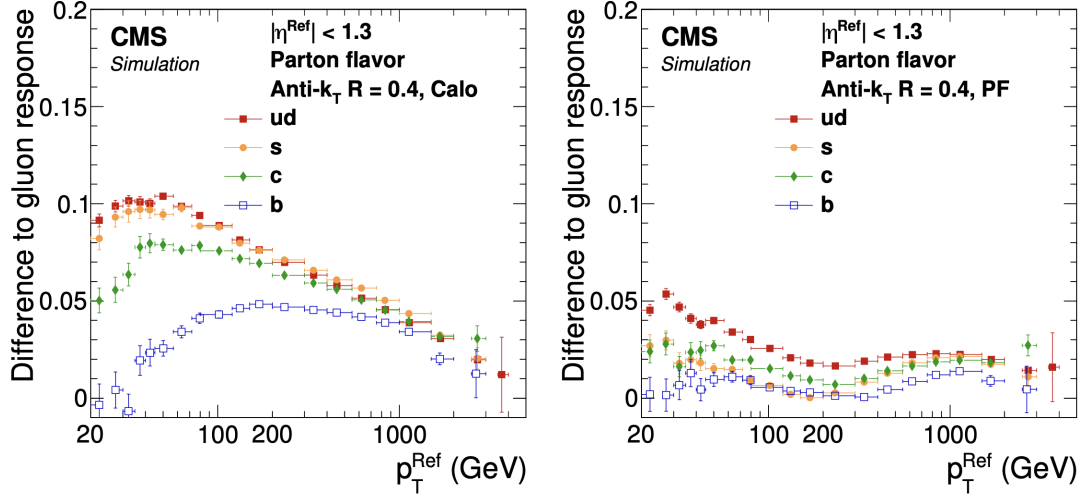 Difference to gluon response
0.2
0.15
0.1
0.05
0
CMS
Simulation
|η^Ref| < 1.3
Parton flavor
Anti-k_T R = 0.4, Calo
ud
s
c
b
20
100
200
1000
p_T^Ref (GeV)
Difference to gluon response
0.2
0.15
0.1
0.05
0
CMS
Simulation
|η^Ref| < 1.3
Parton flavor
Anti-k_T R = 0.4, PF
ud
s
c
b
20
100
200
1000
p_T^Ref (GeV)